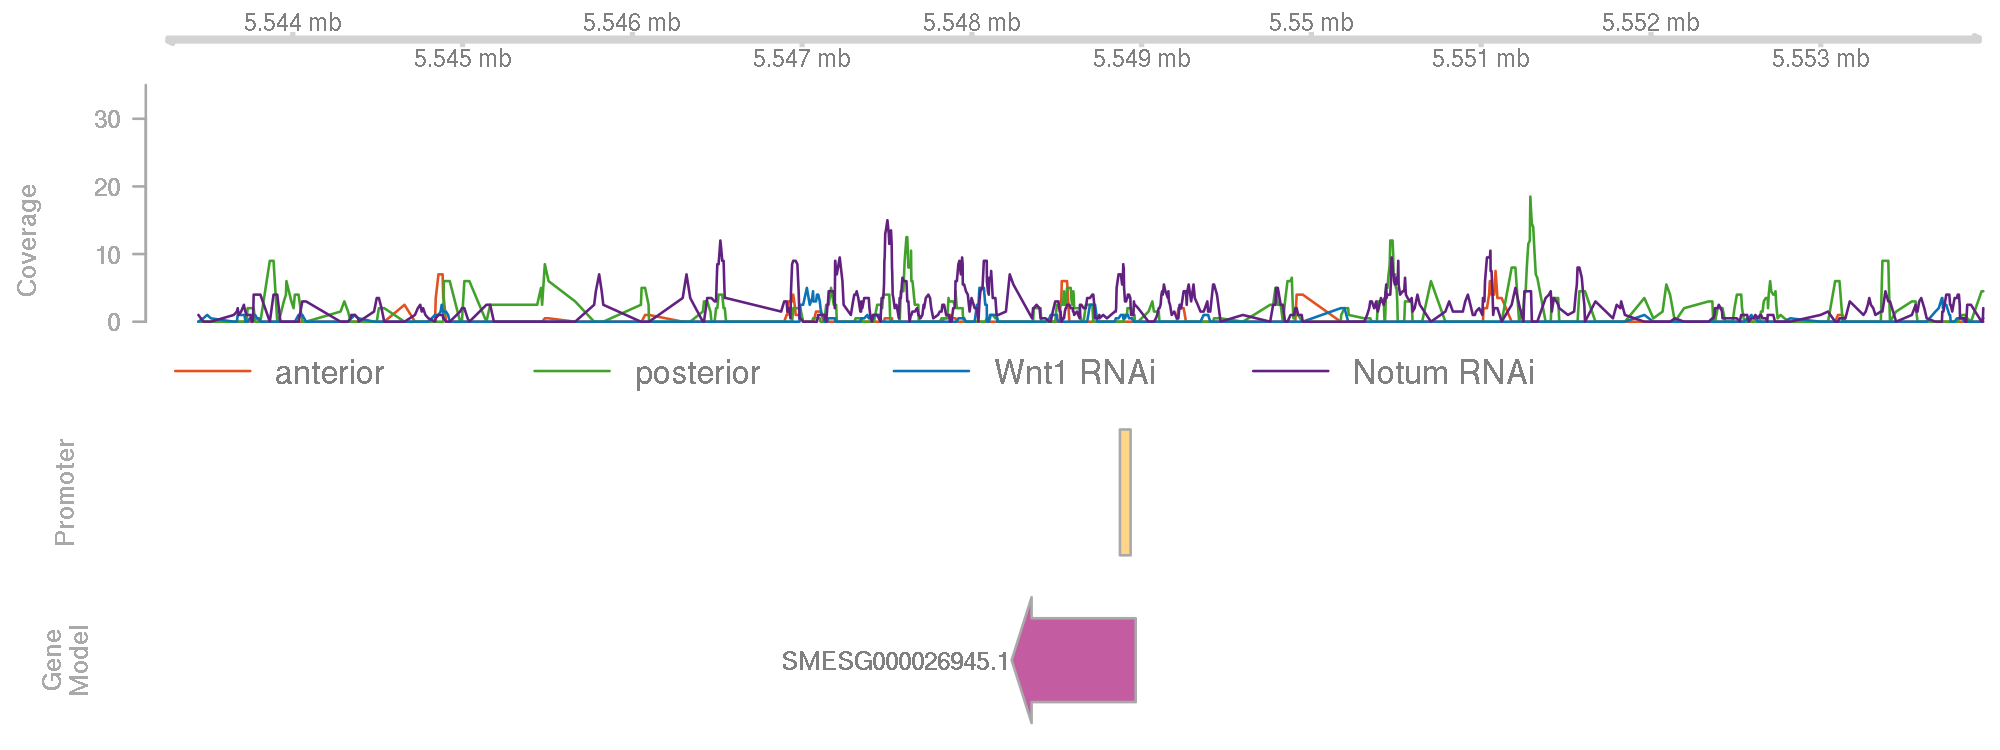 5.544 mb 5.546 mb 5.548 mb 5.55 mb 5.552 mb
5.545 mb 5.547 mb 5.549 mb 5.551 mb 5.553 mb
Coverage
30
20
10
0
anterior posterior Wnt1 RNAi Notum RNAi
Promoter
0
Gene
Model
SMESG000026945.1